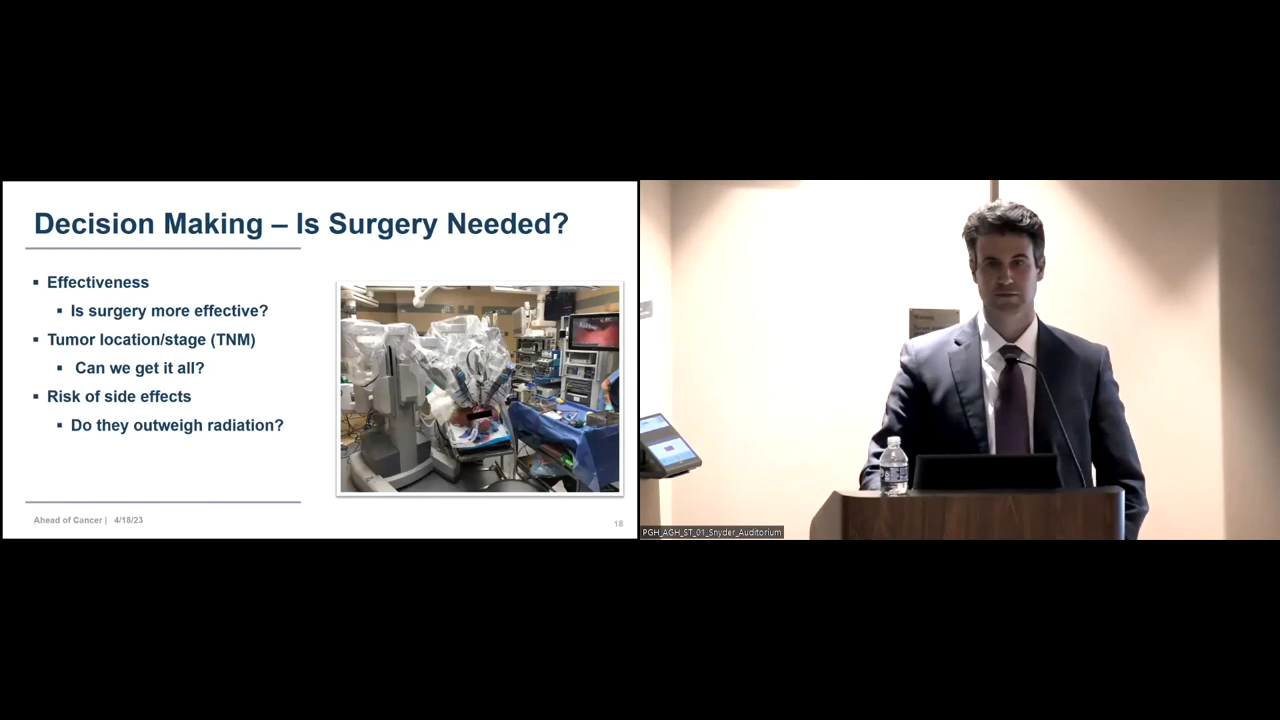 Decision Making – Is Surgery Needed?
▪ Effectiveness
▪ Is surgery more effective?
▪ Tumor location/stage (TNM)
▪ Can we get it all?
▪ Risk of side effects
▪ Do they outweigh radiation?
Ahead of Cancer | 4/18/23
18
PGH_AGH_ST_01_Snyder_Auditorium